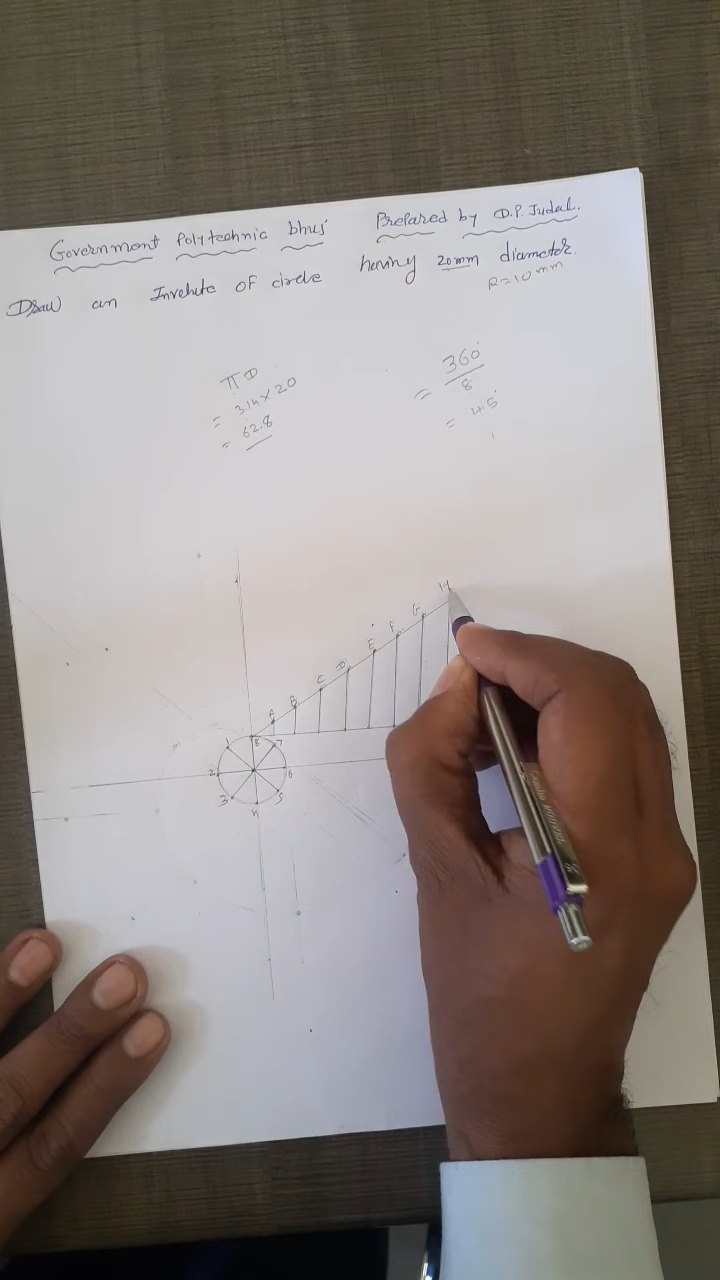 Government Polytechnic bhuj Prepared by D.P. Judal.
Draw an Involute OF circle having 20mm diameter.
R=10mm
πD
= 3.14 × 20
= 62.8
= 360°
8
= 45°
H
G
F
E
D
C
B
A
1 8 7
2 6
3 5
4